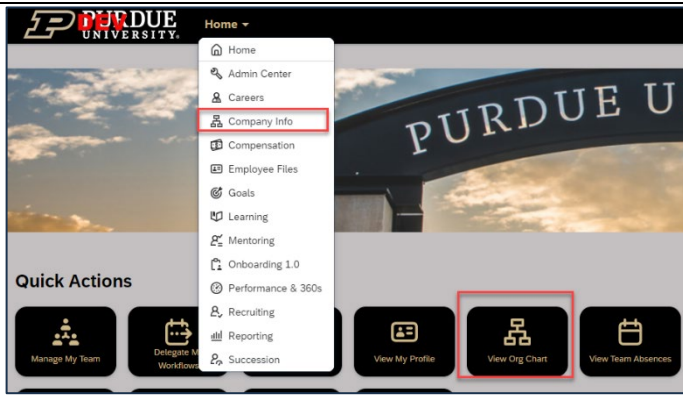 PURDUE
DEV
UNIVERSITY.
Home
Home
Admin Center
Careers
Company Info
Compensation
Employee Files
Goals
Learning
Mentoring
Onboarding 1.0
Performance & 360s
Recruiting
Reporting
Succession
PURDUE U
Quick Actions
Manage My Team
Delegate M
Workflows
View My Profile
View Org Chart
View Team Absences